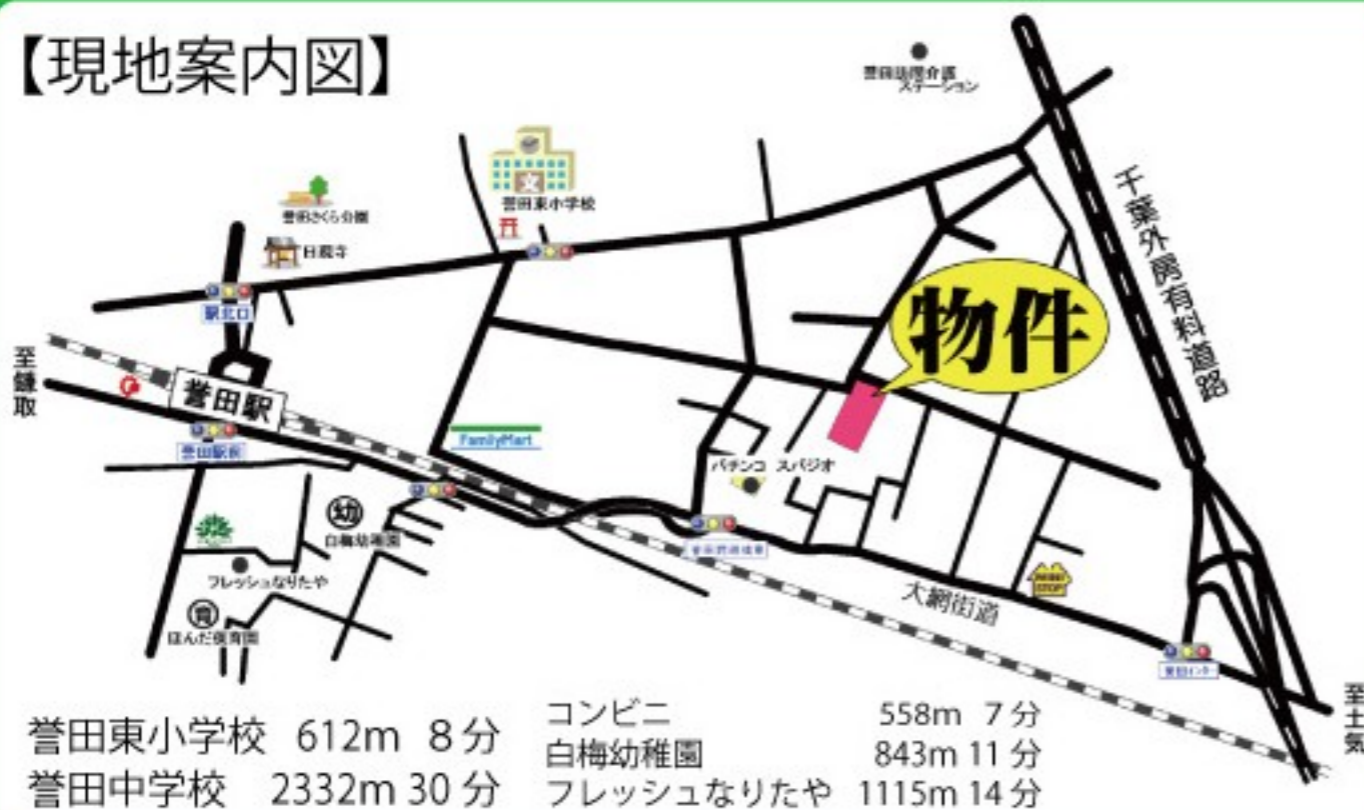 【現地案内図】
誉田訪問介護
ステーション
文
誉田東小学校
誉田さくら公園
日観寺
駅北口
千葉外房有料道路
物件
至鎌取
誉田駅
誉田駅前
FamilyMart
パチンコ スパジオ
幼
白梅幼稚園
フレッシュなりたや
育
ほんだ保育園
大網街道
MINI
STOP
誉田インター
至土気
誉田東小学校 612m 8分
誉田中学校 2332m 30分
コンビニ 558m 7分
白梅幼稚園 843m 11分
フレッシュなりたや 1115m 14分